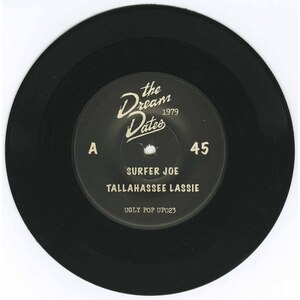 the
Dream
Dates
1979
A 45
SURFER JOE
TALLAHASSEE LASSIE
UGLY POP UP023